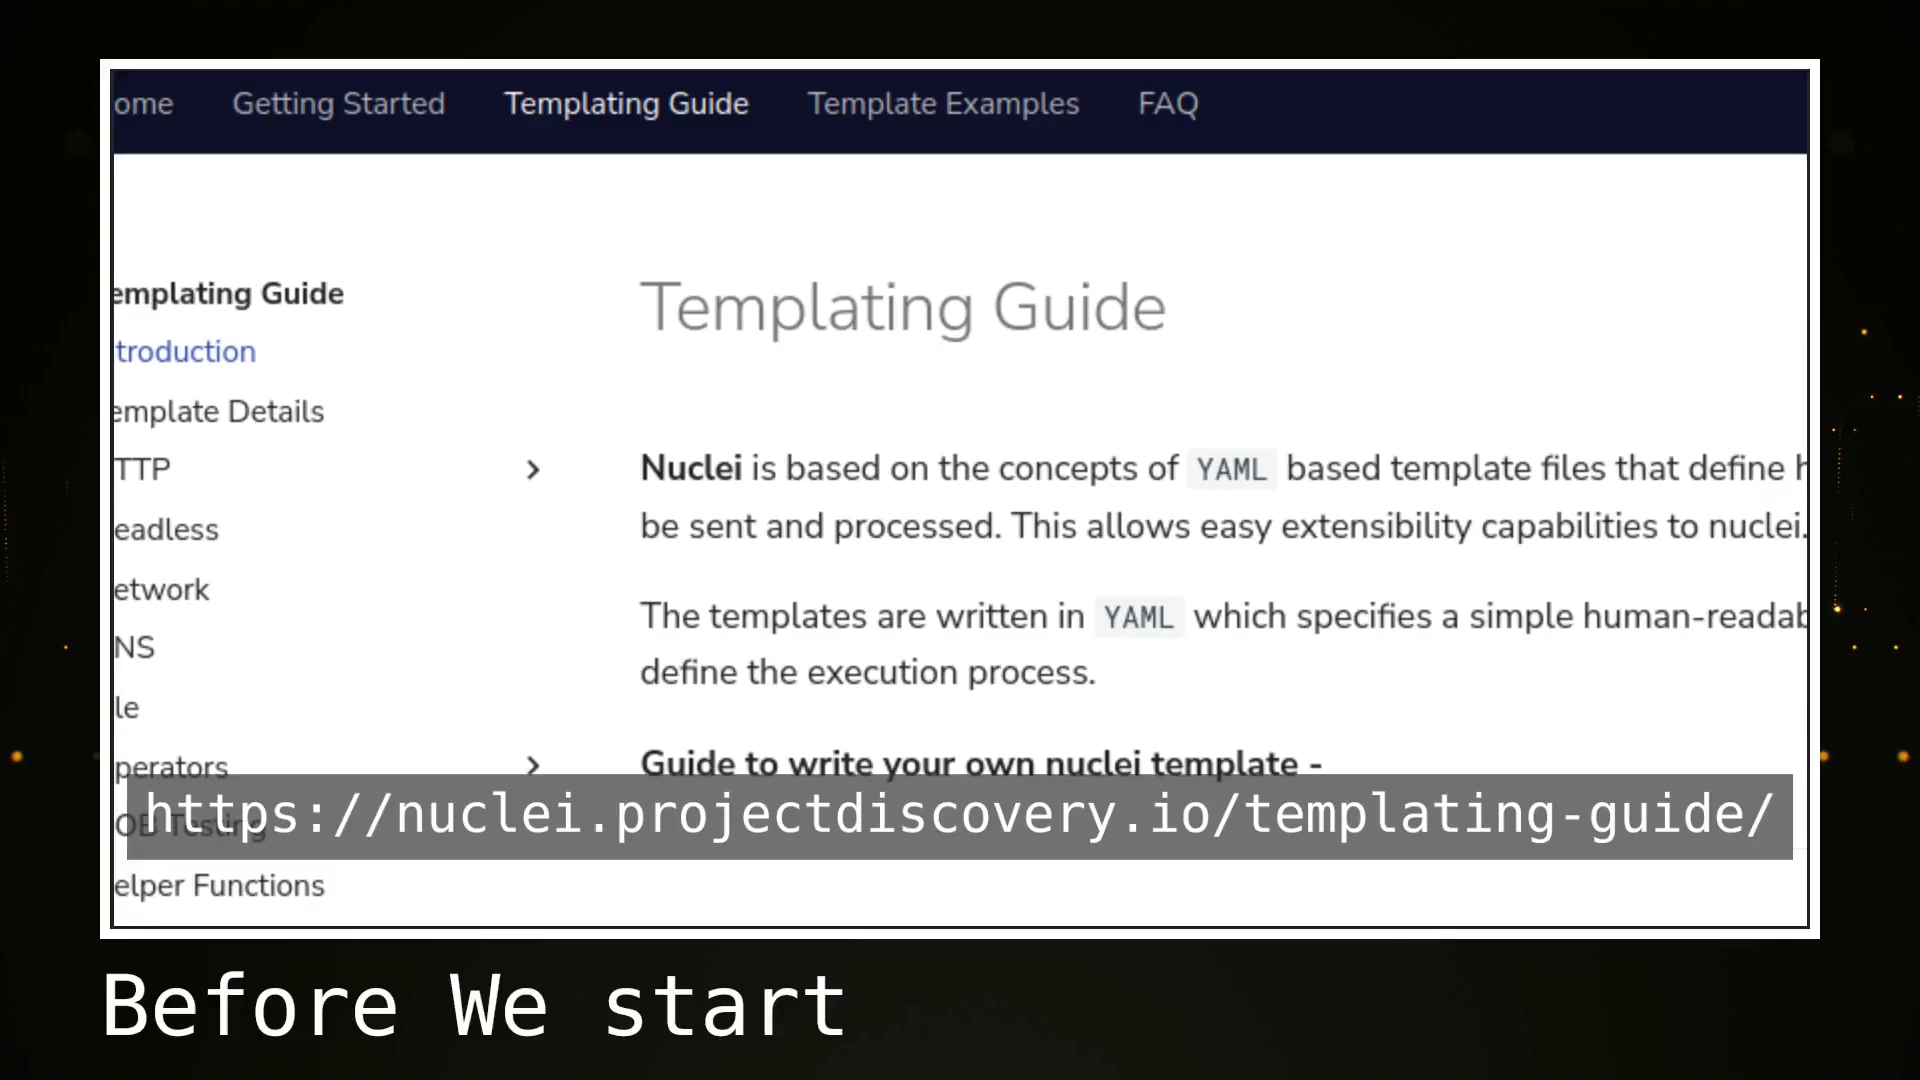 ome Getting Started Templating Guide Template Examples FAQ
emplating Guide
troduction
emplate Details
TTP
eadless
etwork
NS
le
perators
OB Testing
elper Functions
Templating Guide
Nuclei is based on the concepts of YAML based template files that define h
be sent and processed. This allows easy extensibility capabilities to nuclei.
The templates are written in YAML which specifies a simple human-readab
define the execution process.
Guide to write your own nuclei template -
https://nuclei.projectdiscovery.io/templating-guide/
Before We start